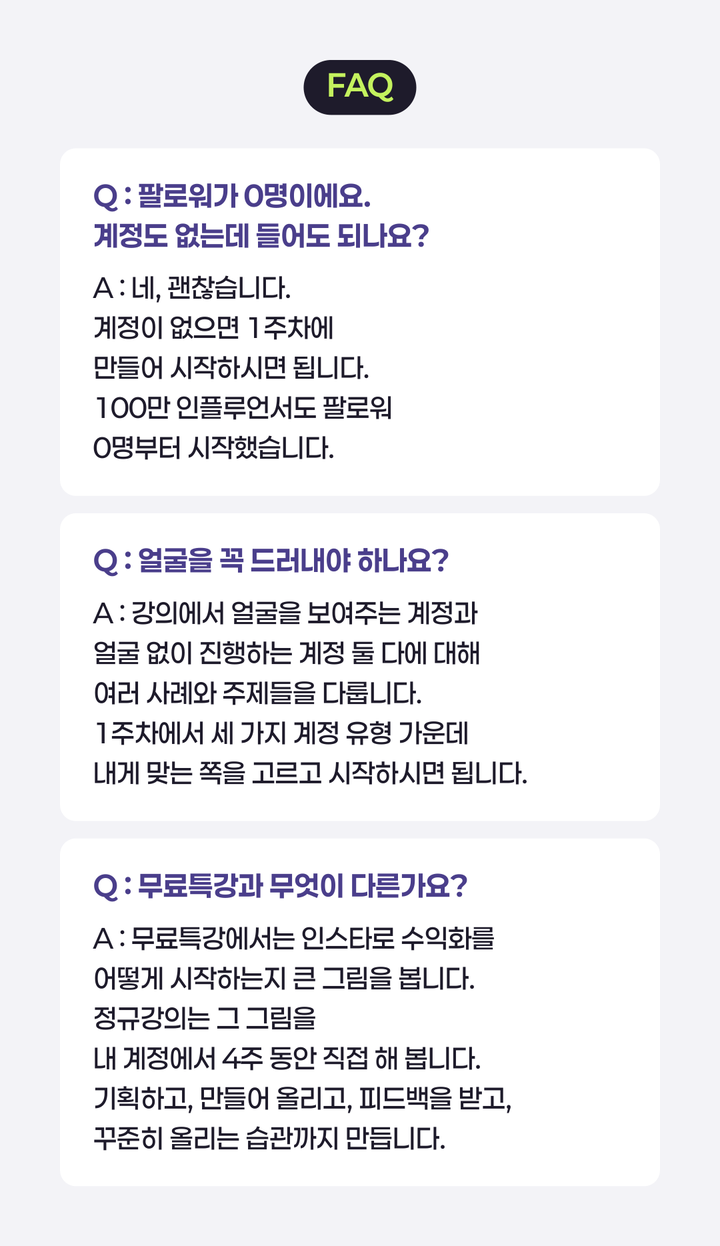 FAQ
Q : 팔로워가 0명이에요.
계정도 없는데 들어도 되나요?
A : 네, 괜찮습니다.
계정이 없으면 1주차에
만들어 시작하시면 됩니다.
100만 인플루언서도 팔로워
0명부터 시작했습니다.
Q : 얼굴을 꼭 드러내야 하나요?
A : 강의에서 얼굴을 보여주는 계정과
얼굴 없이 진행하는 계정 둘 다에 대해
여러 사례와 주제들을 다룹니다.
1주차에서 세 가지 계정 유형 가운데
내게 맞는 쪽을 고르고 시작하시면 됩니다.
Q : 무료특강과 무엇이 다른가요?
A : 무료특강에서는 인스타로 수익화를
어떻게 시작하는지 큰 그림을 봅니다.
정규강의는 그 그림을
내 계정에서 4주 동안 직접 해 봅니다.
기획하고, 만들어 올리고, 피드백을 받고,
꾸준히 올리는 습관까지 만듭니다.